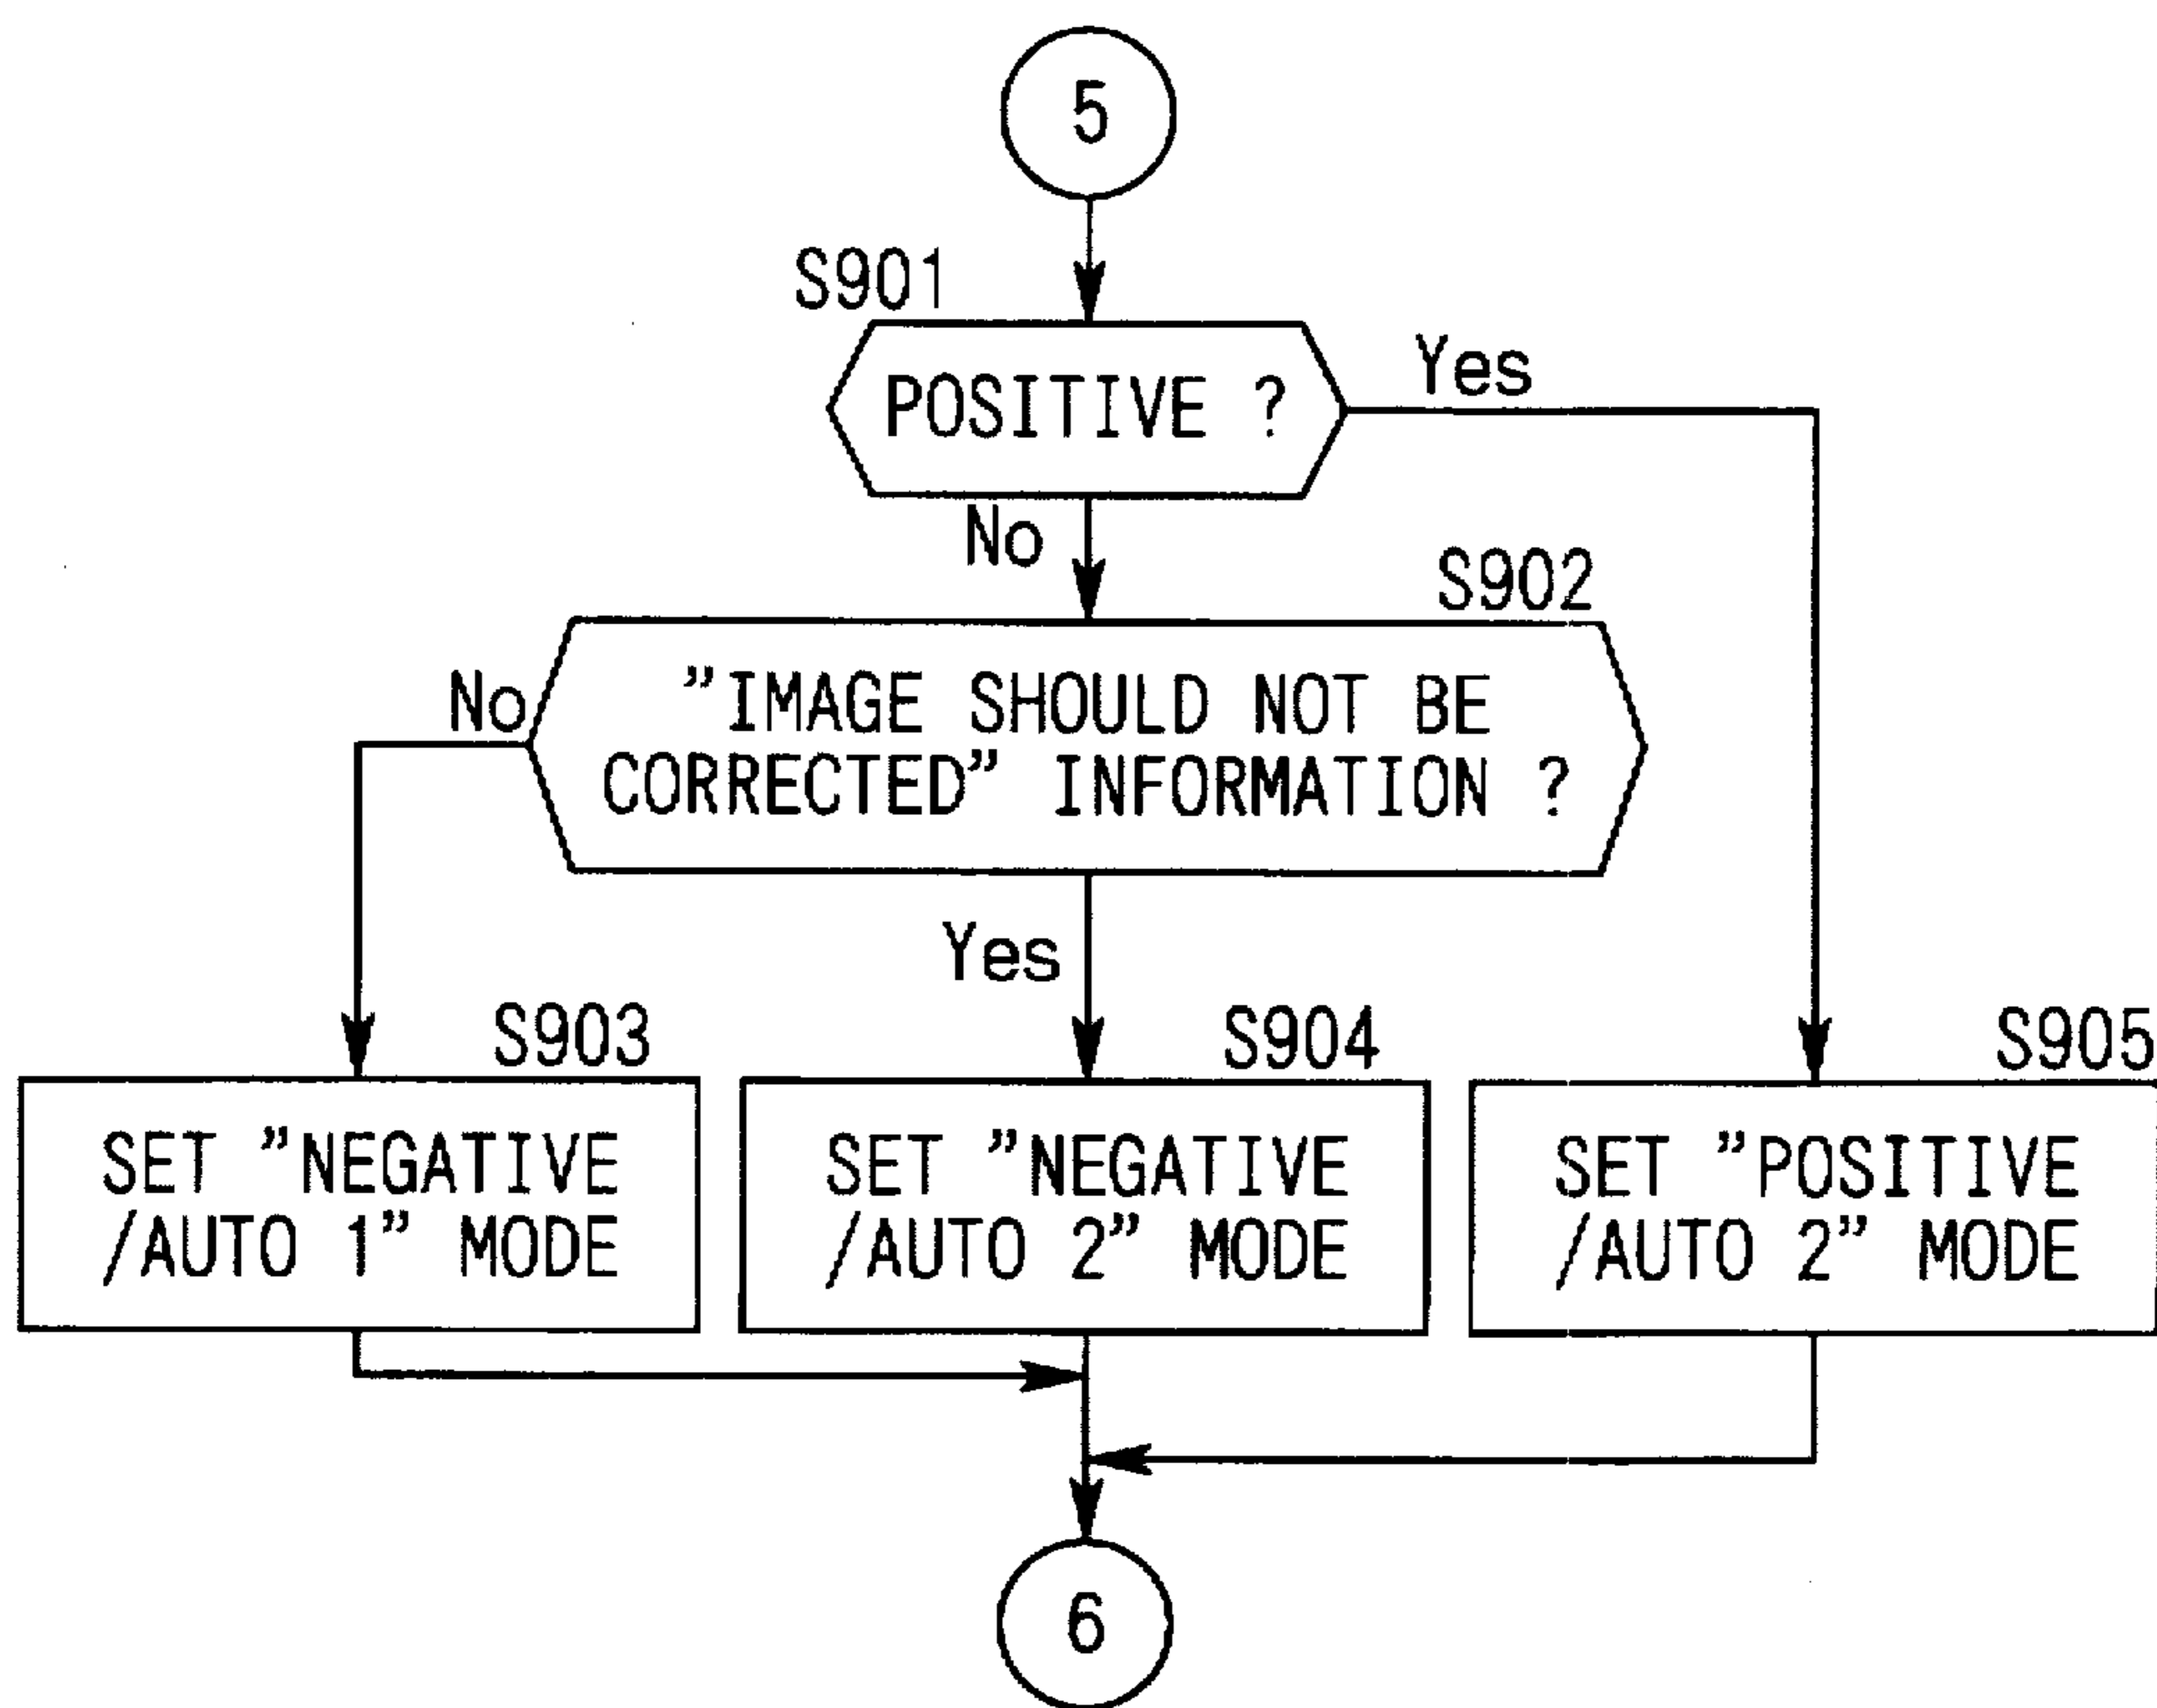 5
S901
POSITIVE ?
Yes
No
S902
”IMAGE SHOULD NOT BE
CORRECTED” INFORMATION ?
No
Yes
S903
SET ”NEGATIVE
/AUTO 1” MODE
S904
SET ”NEGATIVE
/AUTO 2” MODE
S905
SET ”POSITIVE
/AUTO 2” MODE
6